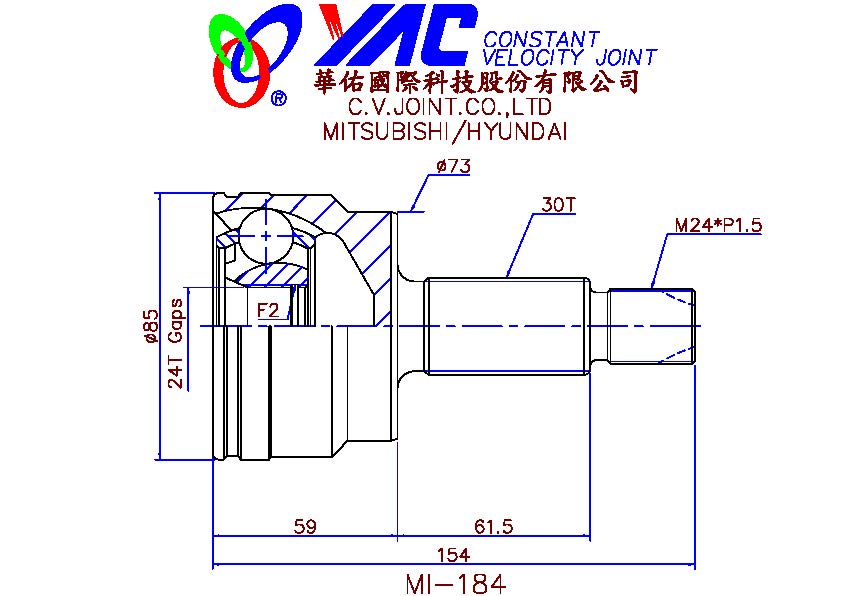 YAC CONSTANT
VELOCITY JOINT
®
華佑國際科技股份有限公司
C.V.JOINT.CO.,LTD
MITSUBISHI/HYUNDAI
ø73
30T
M24*P1.5
ø85
24T Gaps
F2
59
61.5
154
MI-184